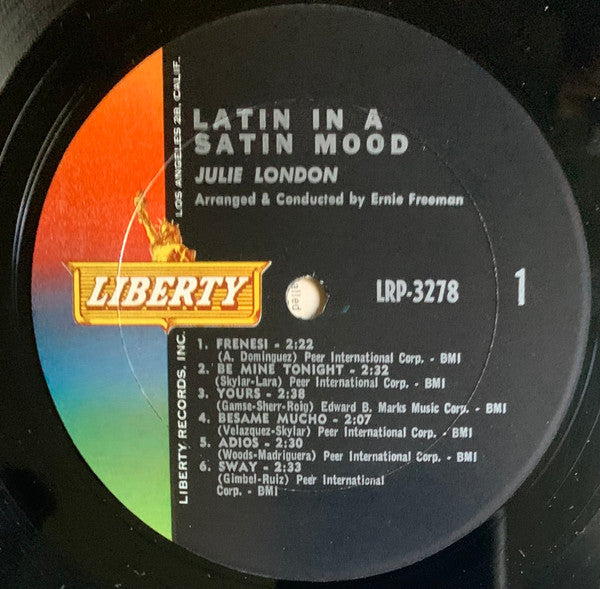 LATIN IN A
SATIN MOOD
JULIE LONDON
Arranged & Conducted by Ernie Freeman
LOS ANGELES 28, CALIF.
LIBERTY
LIBERTY RECORDS, INC.
LRP-3278
1
1. FRENESI - 2:22
(A. Dominguez) Peer International Corp. - BMI
2. BE MINE TONIGHT - 2:32
(Skylar-Lara) Peer International Corp. - BMI
3. YOURS - 2:38
(Gamse-Sherr-Roig) Edward B. Marks Music Corp. - BMI
4. BESAME MUCHO - 2:07
(Velazquez-Skylar) Peer International Corp. - BMI
5. ADIOS - 2:30
(Woods-Madriguera) Peer International Corp. - BMI
6. SWAY - 2:33
(Gimbel-Ruiz) Peer International
Corp. - BMI